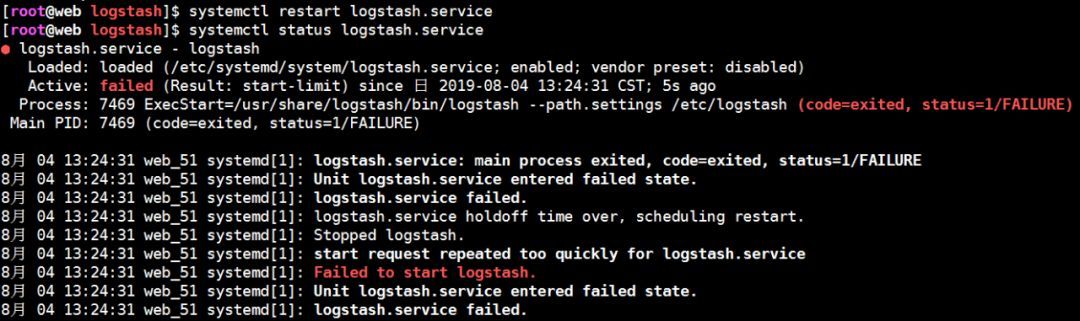 [root@web logstash]$ systemctl restart logstash.service
[root@web logstash]$ systemctl status logstash.service
● logstash.service - logstash
   Loaded: loaded (/etc/systemd/system/logstash.service; enabled; vendor preset: disabled)
   Active: failed (Result: start-limit) since 日 2019-08-04 13:24:31 CST; 5s ago
  Process: 7469 ExecStart=/usr/share/logstash/bin/logstash --path.settings /etc/logstash (code=exited, status=1/FAILURE)
 Main PID: 7469 (code=exited, status=1/FAILURE)

8月 04 13:24:31 web_51 systemd[1]: logstash.service: main process exited, code=exited, status=1/FAILURE
8月 04 13:24:31 web_51 systemd[1]: Unit logstash.service entered failed state.
8月 04 13:24:31 web_51 systemd[1]: logstash.service failed.
8月 04 13:24:31 web_51 systemd[1]: logstash.service holdoff time over, scheduling restart.
8月 04 13:24:31 web_51 systemd[1]: Stopped logstash.
8月 04 13:24:31 web_51 systemd[1]: start request repeated too quickly for logstash.service
8月 04 13:24:31 web_51 systemd[1]: Failed to start logstash.
8月 04 13:24:31 web_51 systemd[1]: Unit logstash.service entered failed state.
8月 04 13:24:31 web_51 systemd[1]: logstash.service failed.